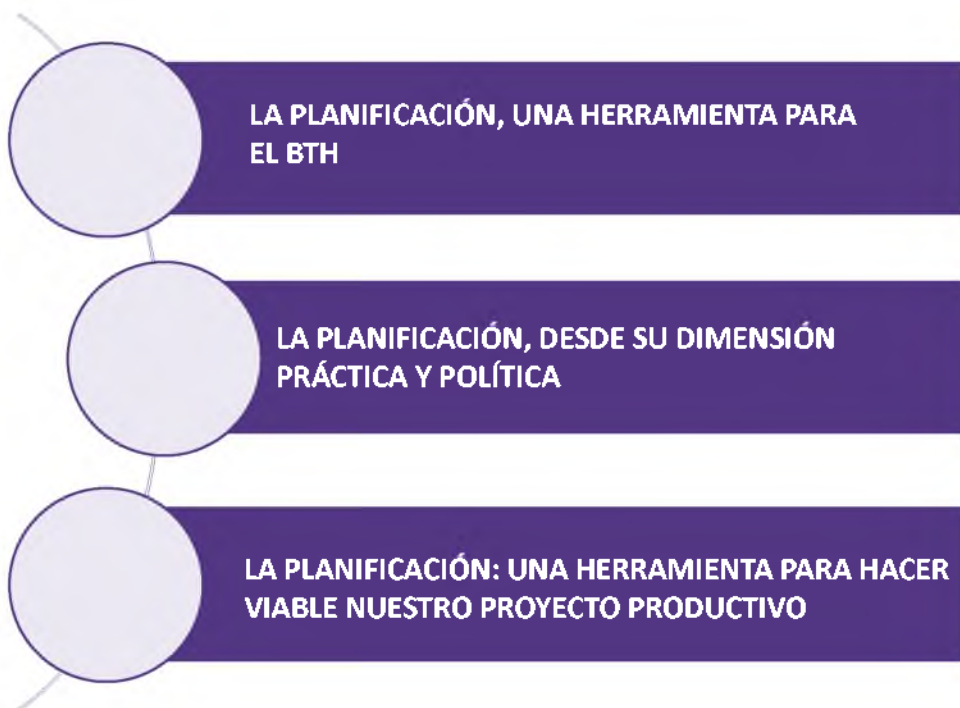 LA PLANIFICACIÓN, UNA HERRAMIENTA PARA
EL BTH
LA PLANIFICACIÓN, DESDE SU DIMENSIÓN
PRÁCTICA Y POLÍTICA
LA PLANIFICACIÓN: UNA HERRAMIENTA PARA HACER
VIABLE NUESTRO PROYECTO PRODUCTIVO